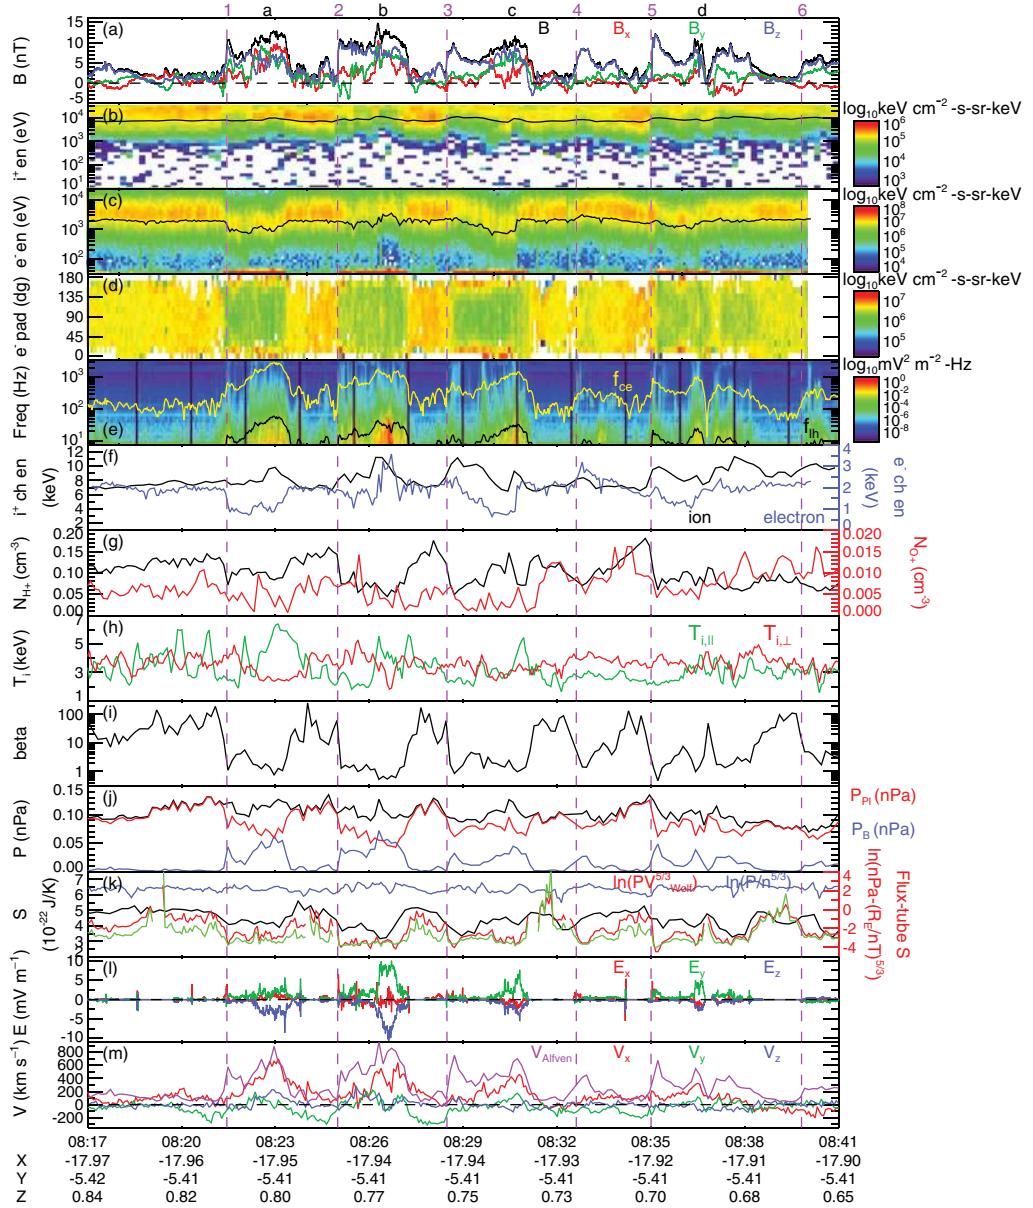 1 a 2 b 3 c 4 5 d 6
(a) B Bx By Bz
B (nT)
15
10
5
0
-5
(b)
i+ en (eV)
10^4
10^3
10^2
10^1
log10 keV cm^-2 -s-sr-keV
10^6
10^5
10^4
10^3
(c)
e- en (eV)
10^4
10^3
10^2
log10 keV cm^-2 -s-sr-keV
10^8
10^7
10^6
10^5
10^4
(d)
e- pad (dg)
180
135
90
45
0
log10 keV cm^-2 -s-sr-keV
10^7
10^6
10^5
(e) fce flh
Freq (Hz)
10^3
10^2
10^1
log10 mV^2 m^-2 -Hz
10^0
10^-2
10^-4
10^-6
10^-8
(f) ion electron
i+ ch en
(keV)
12
10
8
6
4
2
4
3
2
1
0
e- ch en
(keV)
(g)
NH+ (cm^-3)
0.20
0.15
0.10
0.05
0.00
0.020
0.015
0.010
0.005
0.000
NO+ (cm^-3)
(h) Ti,|| Ti,⊥
Ti (keV)
7
5
3
1
(i)
beta
100
10
1
(j)
P (nPa)
0.15
0.10
0.05
0.00
PPl (nPa)
PB (nPa)
(k) ln(PV^5/3 Wolf) ln(P/n^5/3)
S
(10^-22 J/K)
7
6
5
4
3
4
2
0
-2
-4
Flux-tube S
ln(nPa-(RE/nT)^5/3)
(l) Ex Ey Ez
E (mV m^-1)
10
5
0
-5
-10
(m) VAlfven Vx Vy Vz
V (km s^-1)
800
600
400
200
0
-200
08:17 08:20 08:23 08:26 08:29 08:32 08:35 08:38 08:41
X -17.97 -17.96 -17.95 -17.94 -17.94 -17.93 -17.92 -17.91 -17.90
Y -5.42 -5.41 -5.41 -5.41 -5.41 -5.41 -5.41 -5.41 -5.41
Z 0.84 0.82 0.80 0.77 0.75 0.73 0.70 0.68 0.65